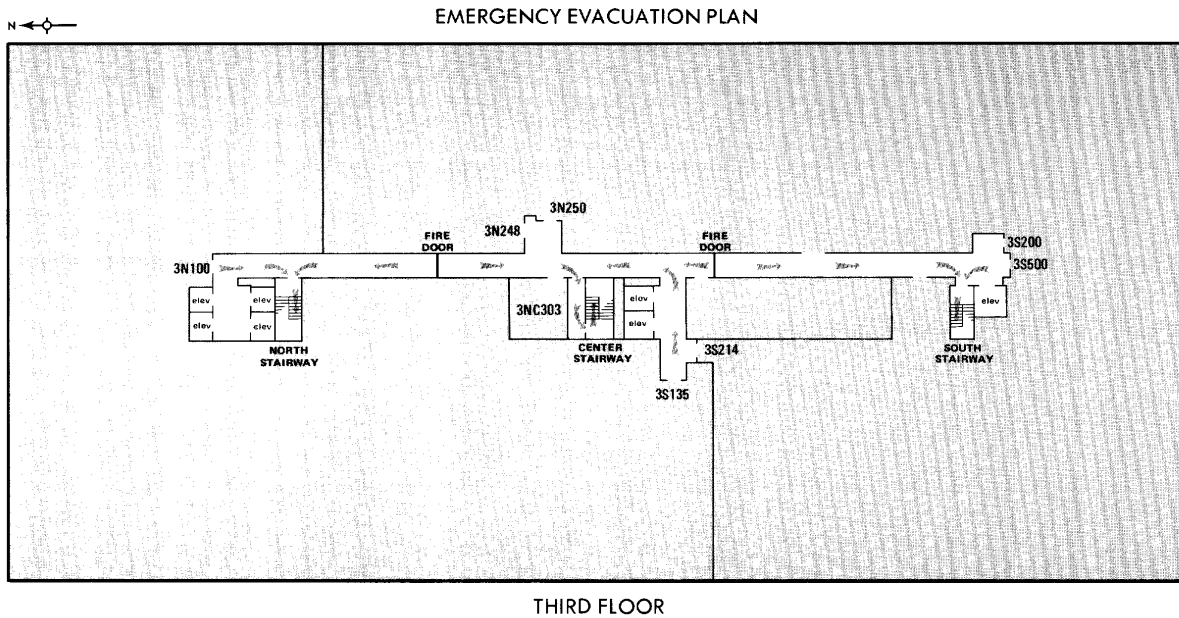 EMERGENCY EVACUATION PLAN
N
3N250
3N248
FIRE
DOOR
FIRE
DOOR
3S200
3N100
3S500
elev
elev
elev
elev
3NC303
elev
elev
elev
NORTH
STAIRWAY
CENTER
STAIRWAY
3S214
SOUTH
STAIRWAY
3S135
THIRD FLOOR